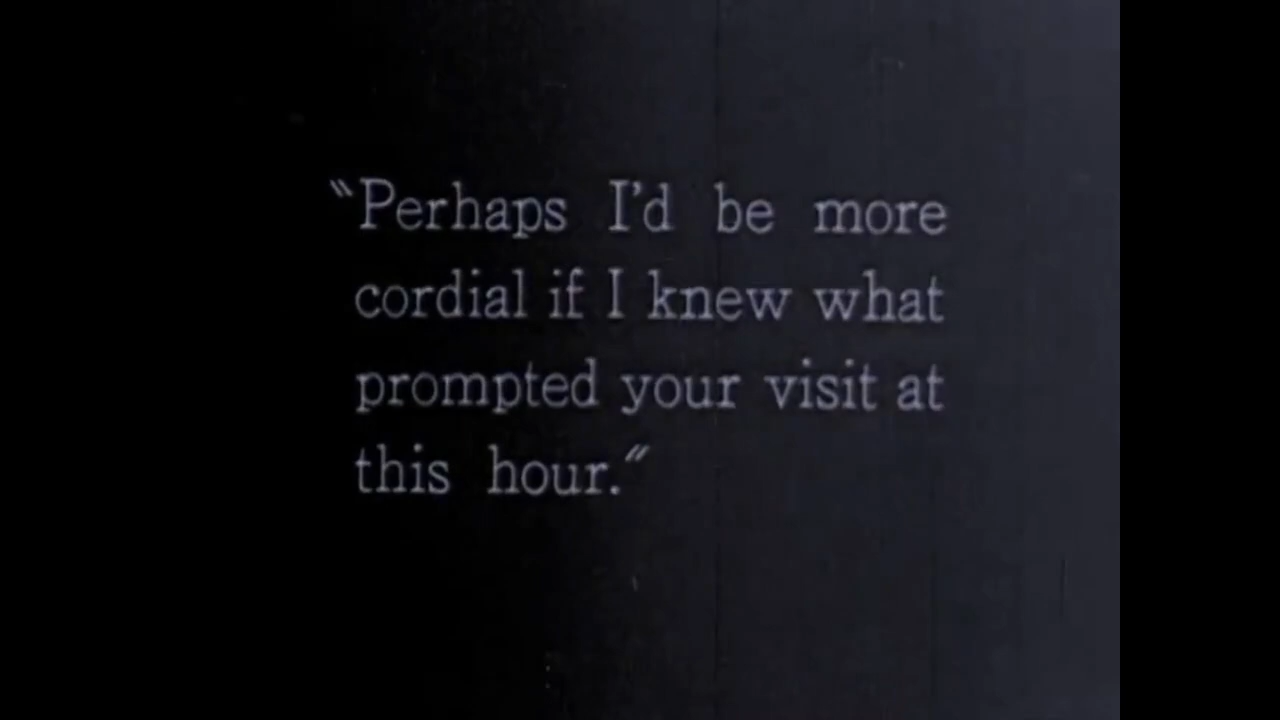 "Perhaps I'd be more
cordial if I knew what
prompted your visit at
this hour."